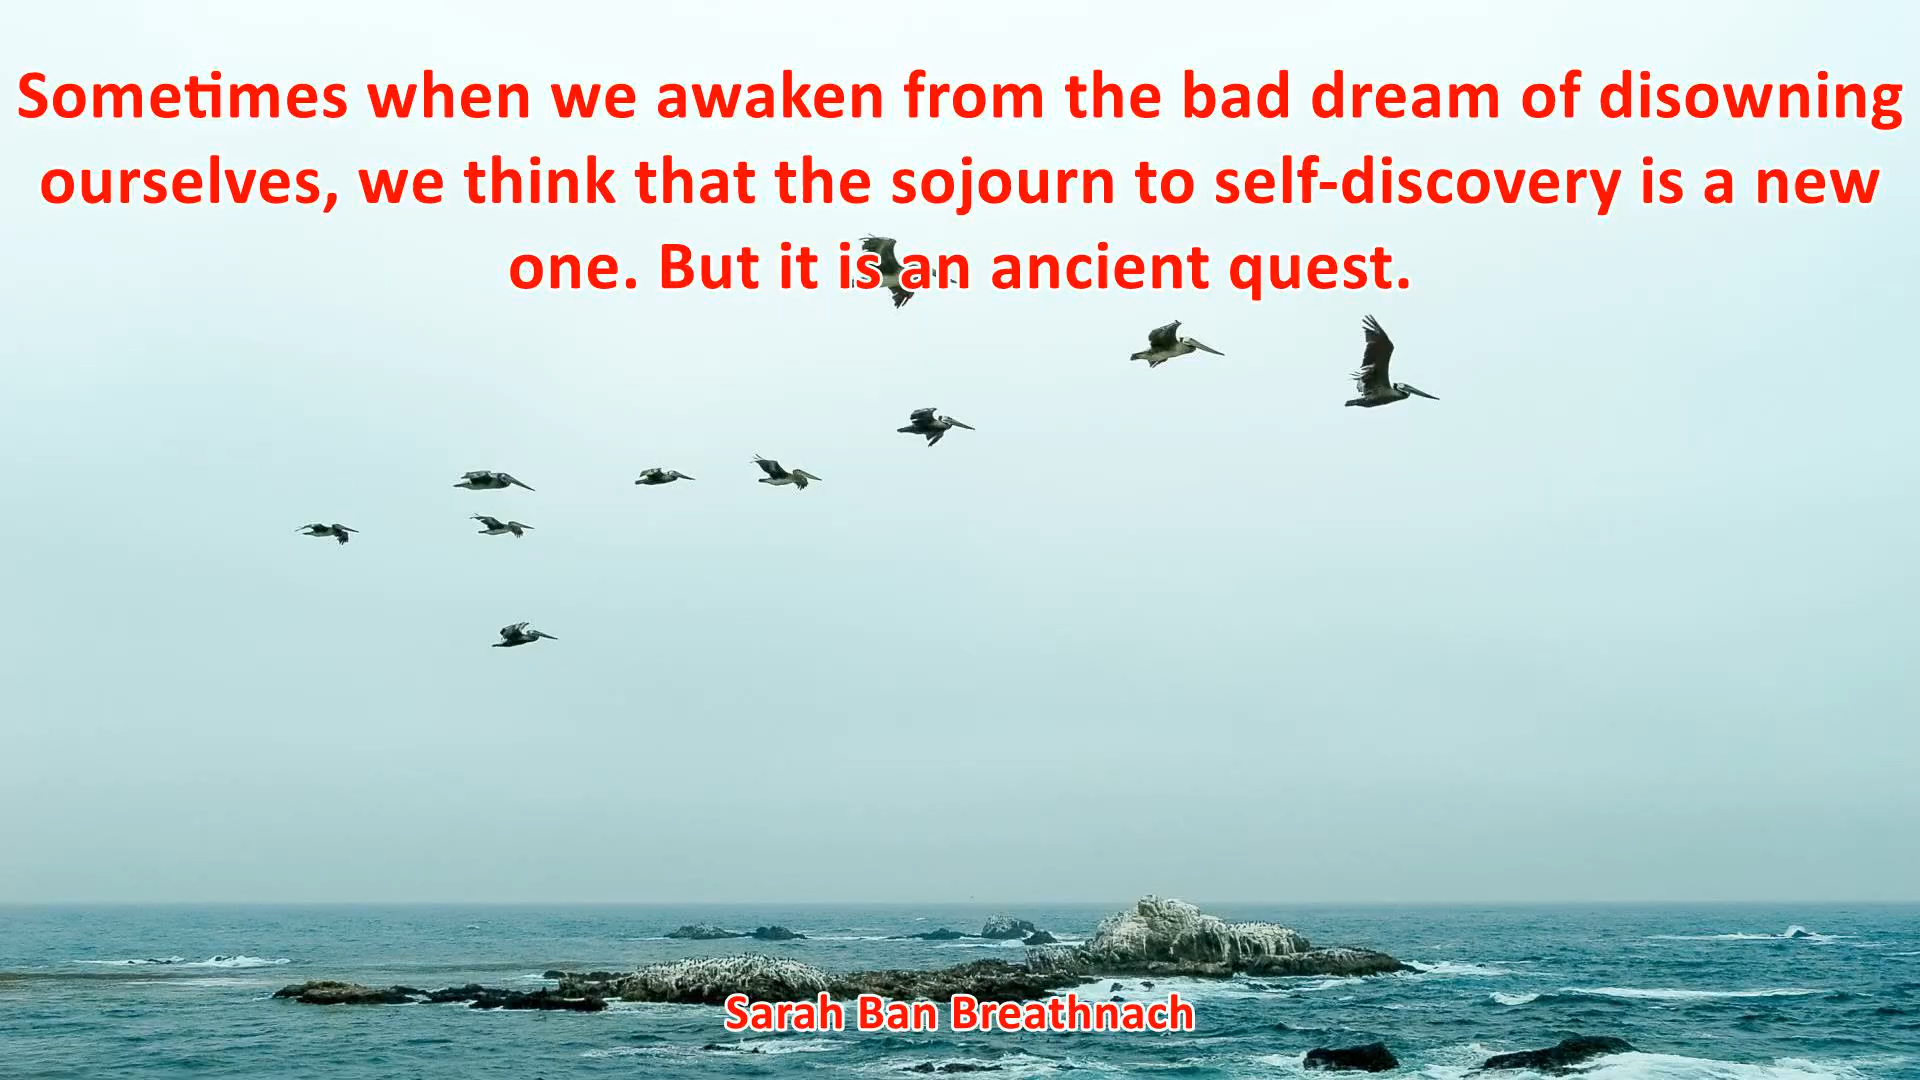 Sometimes when we awaken from the bad dream of disowning
ourselves, we think that the sojourn to self-discovery is a new
one. But it is an ancient quest.
Sarah Ban Breathnach